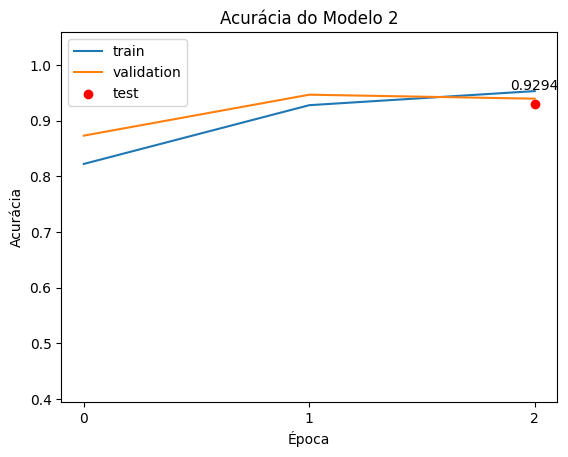 Acurácia do Modelo 2
train
validation
test
0.9294
1.0
0.9
0.8
0.7
0.6
0.5
0.4
Acurácia
0
1
2
Época